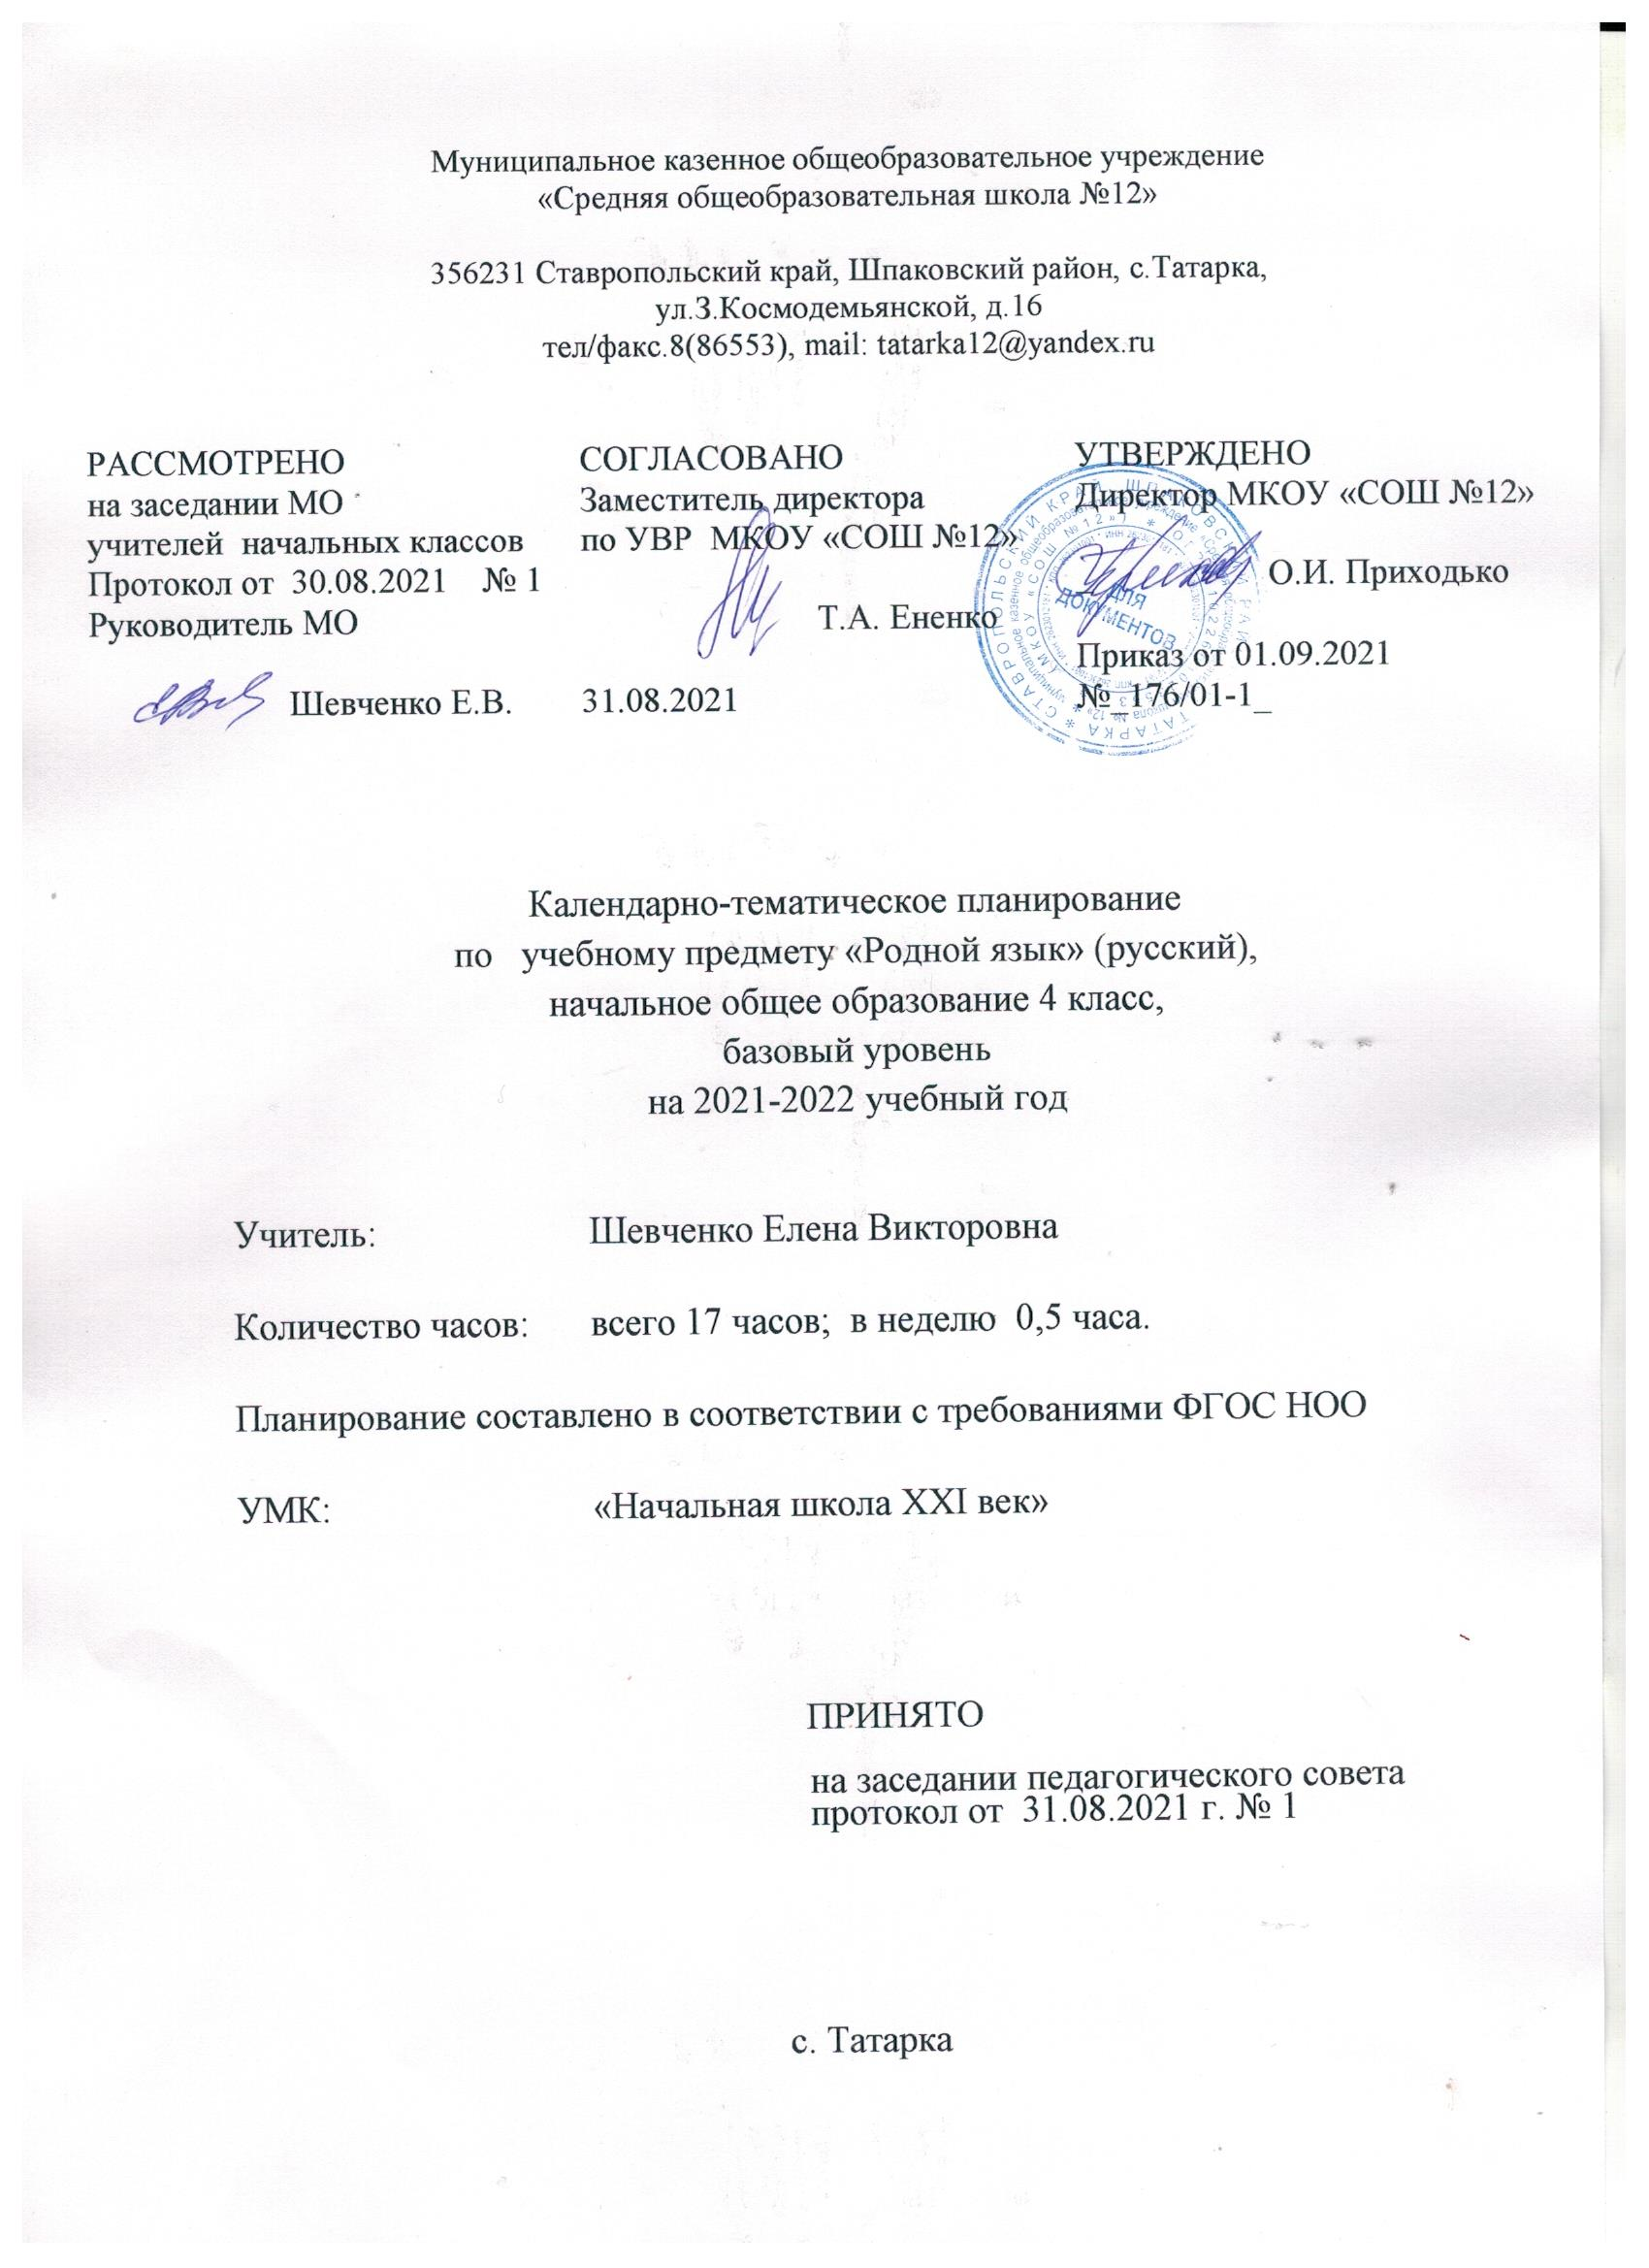 Муниципальное казенное общеобразовательное учреждение
«Средняя общеобразовательная школа №12»
356231 Ставропольский край, Шпаковский район, с.Татарка,
ул.З.Космодемьянской, д.16
тел/факс.8(86553), mail: tatarka12@yandex.ru
РАССМОТРЕНО
на заседании МО
учителей начальных классов
Протокол от 30.08.2021 № 1
Руководитель МО
Шевченко Е.В.
СОГЛАСОВАНО
Заместитель директора
по УВР МКОУ «СОШ №12»
Т.А. Ененко
31.08.2021
УТВЕРЖДЕНО
Директор МКОУ «СОШ №12»
О.И. Приходько
Приказ от 01.09.2021
№_176/01-1_
ДЛЯ
ДОКУМЕНТОВ
Календарно-тематическое планирование
по учебному предмету «Родной язык» (русский),
начальное общее образование 4 класс,
базовый уровень
на 2021-2022 учебный год
Учитель: Шевченко Елена Викторовна
Количество часов: всего 17 часов; в неделю 0,5 часа.
Планирование составлено в соответствии с требованиями ФГОС НОО
УМК: «Начальная школа XXI век»
ПРИНЯТО
на заседании педагогического совета
протокол от 31.08.2021 г. № 1
с. Татарка